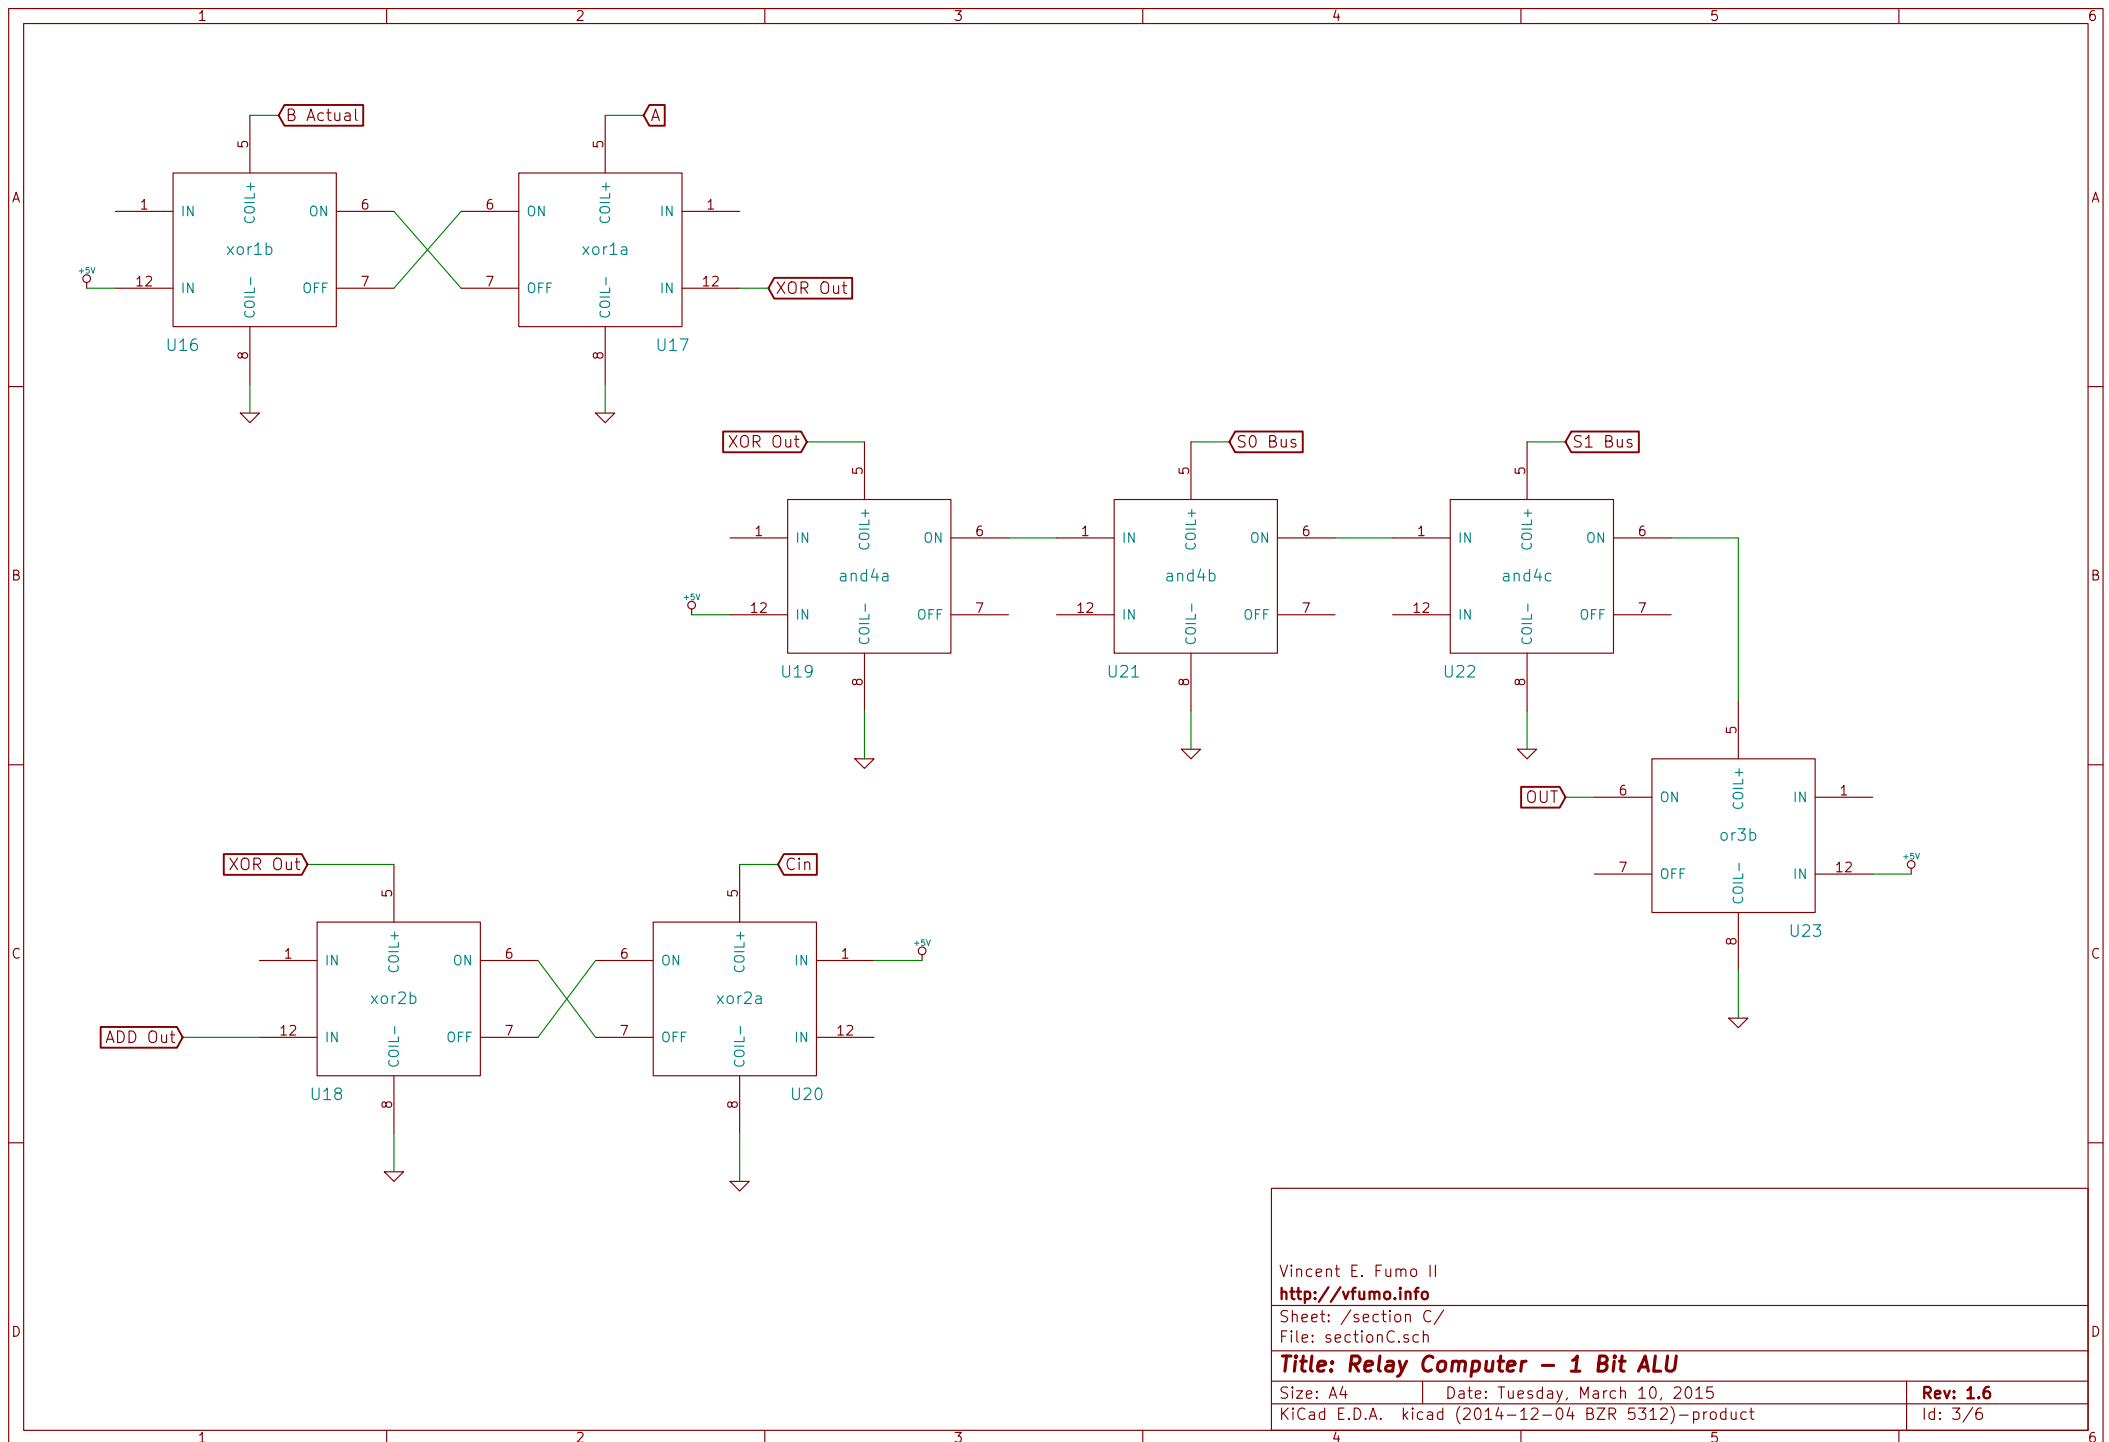 1 2 3 4 5 6
A A
B Actual
A
5 5
1 IN COIL+ ON 6 6 ON COIL+ IN 1
xor1b xor1a
+5V
12 IN COIL- OFF 7 7 OFF COIL- IN 12 XOR Out
U16 U17
8 8
XOR Out S0 Bus S1 Bus
5 5 5
1 IN COIL+ ON 6 1 IN COIL+ ON 6 1 IN COIL+ ON 6
B and4a and4b and4c B
+5V
12 IN COIL- OFF 7 12 IN COIL- OFF 7 12 IN COIL- OFF 7
U19 U21 U22
8 8 8
5
OUT 6 ON COIL+ IN 1
or3b
+5V
7 OFF COIL- IN 12
U23
8
XOR Out Cin
5 5
+5V
C C
1 IN COIL+ ON 6 6 ON COIL+ IN 1
xor2b xor2a
ADD Out 12 IN COIL- OFF 7 7 OFF COIL- IN 12
U18 U20
8 8
Vincent E. Fumo II
http://vfumo.info
Sheet: /section C/
D D
File: sectionC.sch
Title: Relay Computer - 1 Bit ALU
Size: A4 Date: Tuesday, March 10, 2015 Rev: 1.6
KiCad E.D.A. kicad (2014-12-04 BZR 5312)-product Id: 3/6
1 2 3 4 5 6